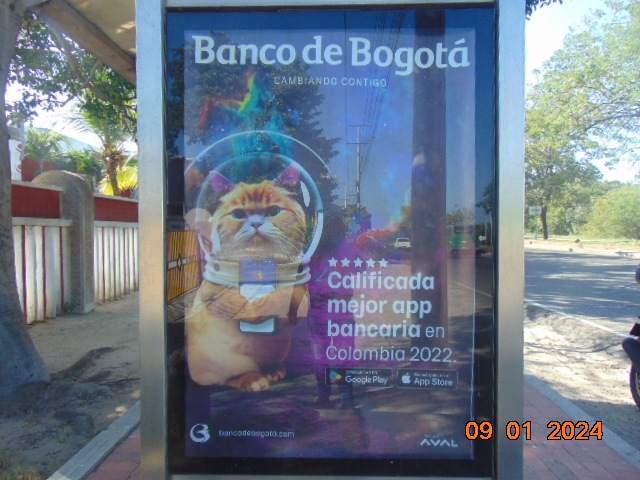 Banco de Bogotá
CAMBIANDO CONTIGO
Calificada
mejor app
bancaria en
Colombia 2022.
Google Play
App Store
bancodebogota.com
AVAL
09 01 2024